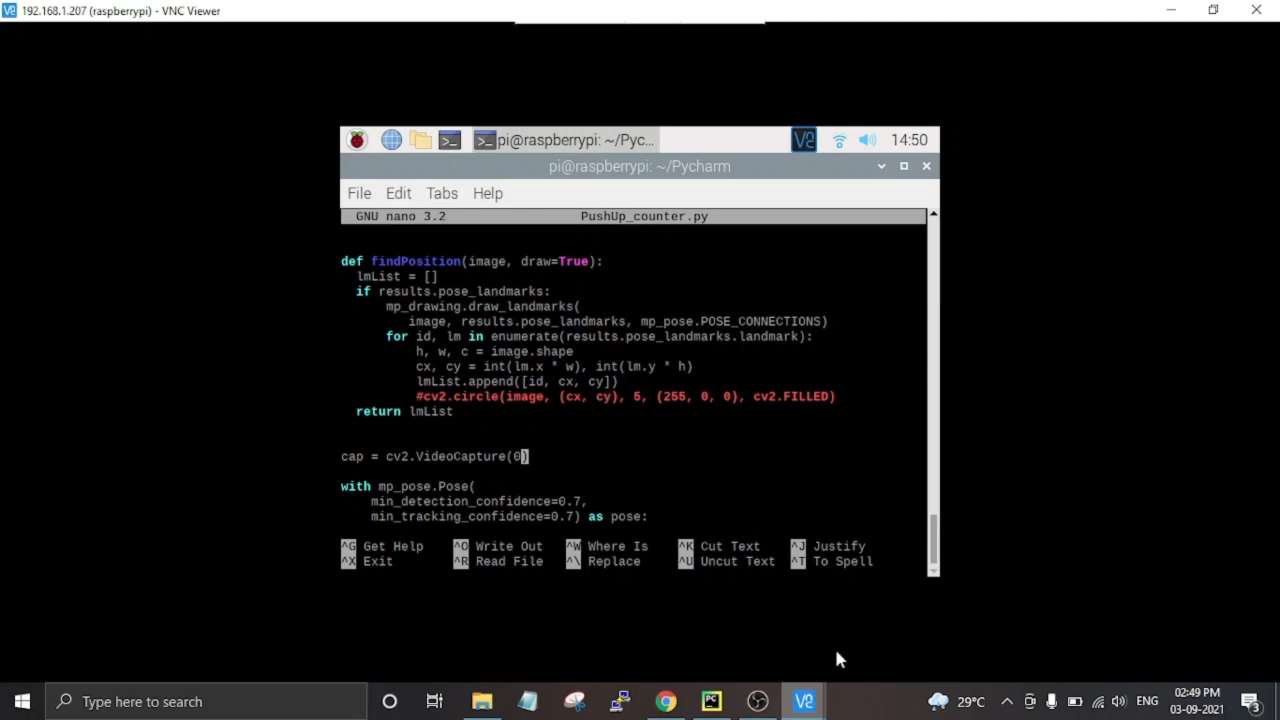 192.168.1.207 (raspberrypi) - VNC Viewer
pi@raspberrypi: ~/Pyc... 14:50
pi@raspberrypi: ~/Pycharm
File Edit Tabs Help
GNU nano 3.2 PushUp_counter.py
def findPosition(image, draw=True):
lmList = []
if results.pose_landmarks:
mp_drawing.draw_landmarks(
image, results.pose_landmarks, mp_pose.POSE_CONNECTIONS)
for id, lm in enumerate(results.pose_landmarks.landmark):
h, w, c = image.shape
cx, cy = int(lm.x * w), int(lm.y * h)
lmList.append([id, cx, cy])
#cv2.circle(image, (cx, cy), 5, (255, 0, 0), cv2.FILLED)
return lmList
cap = cv2.VideoCapture(0)
with mp_pose.Pose(
min_detection_confidence=0.7,
min_tracking_confidence=0.7) as pose:
^G Get Help ^O Write Out ^W Where Is ^K Cut Text ^J Justify
^X Exit ^R Read File ^\ Replace ^U Uncut Text ^T To Spell
Type here to search 29°C ENG 02:49 PM
03-09-2021 3